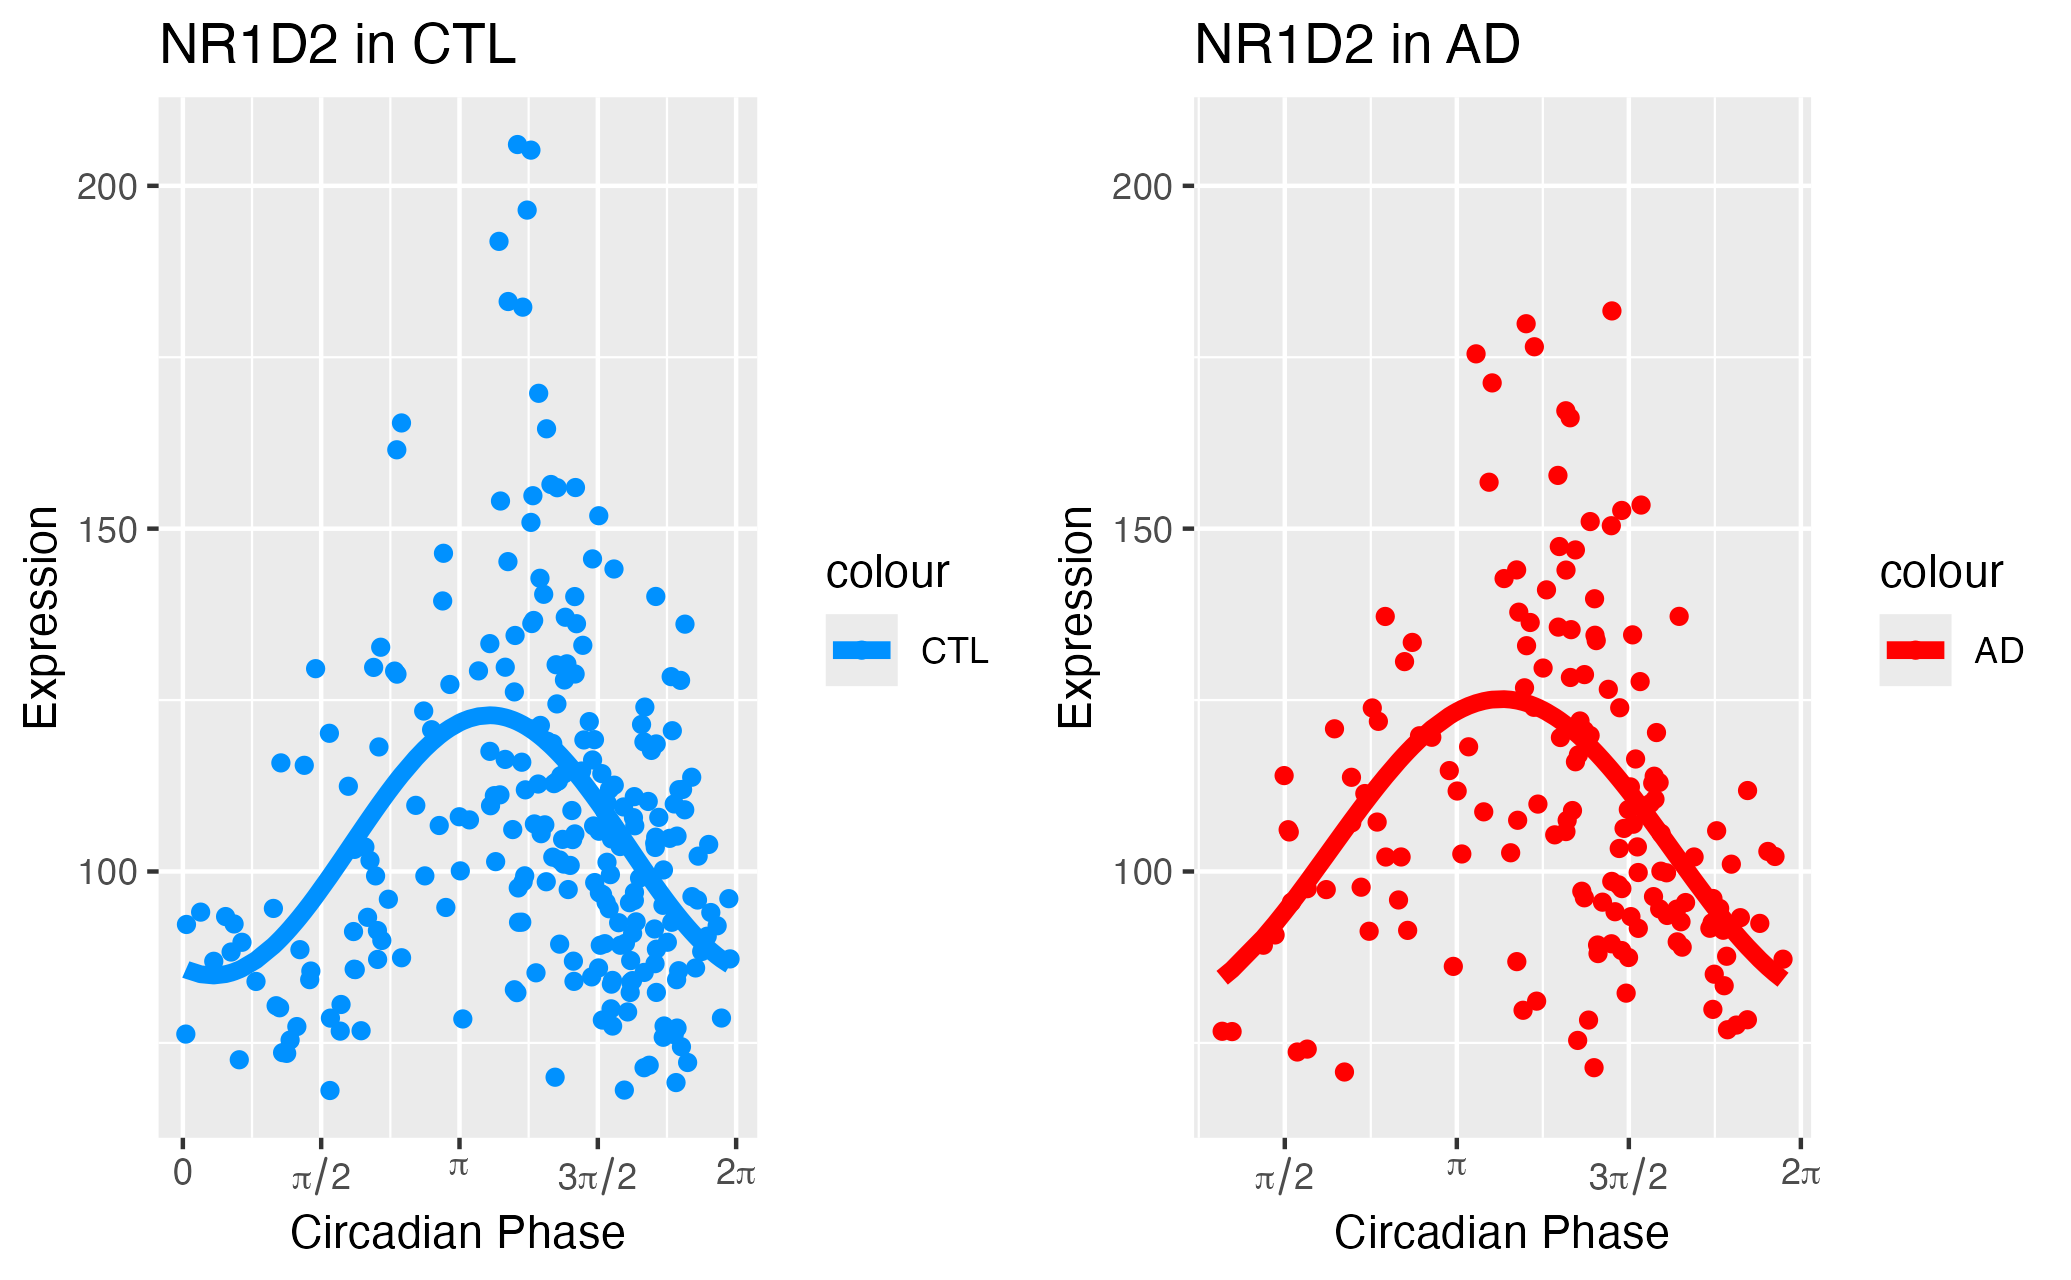 NR1D2 in CTL
Expression
200
150
100
0 π/2 π 3π/2 2π
Circadian Phase
colour
CTL
NR1D2 in AD
Expression
200
150
100
π/2 π 3π/2 2π
Circadian Phase
colour
AD